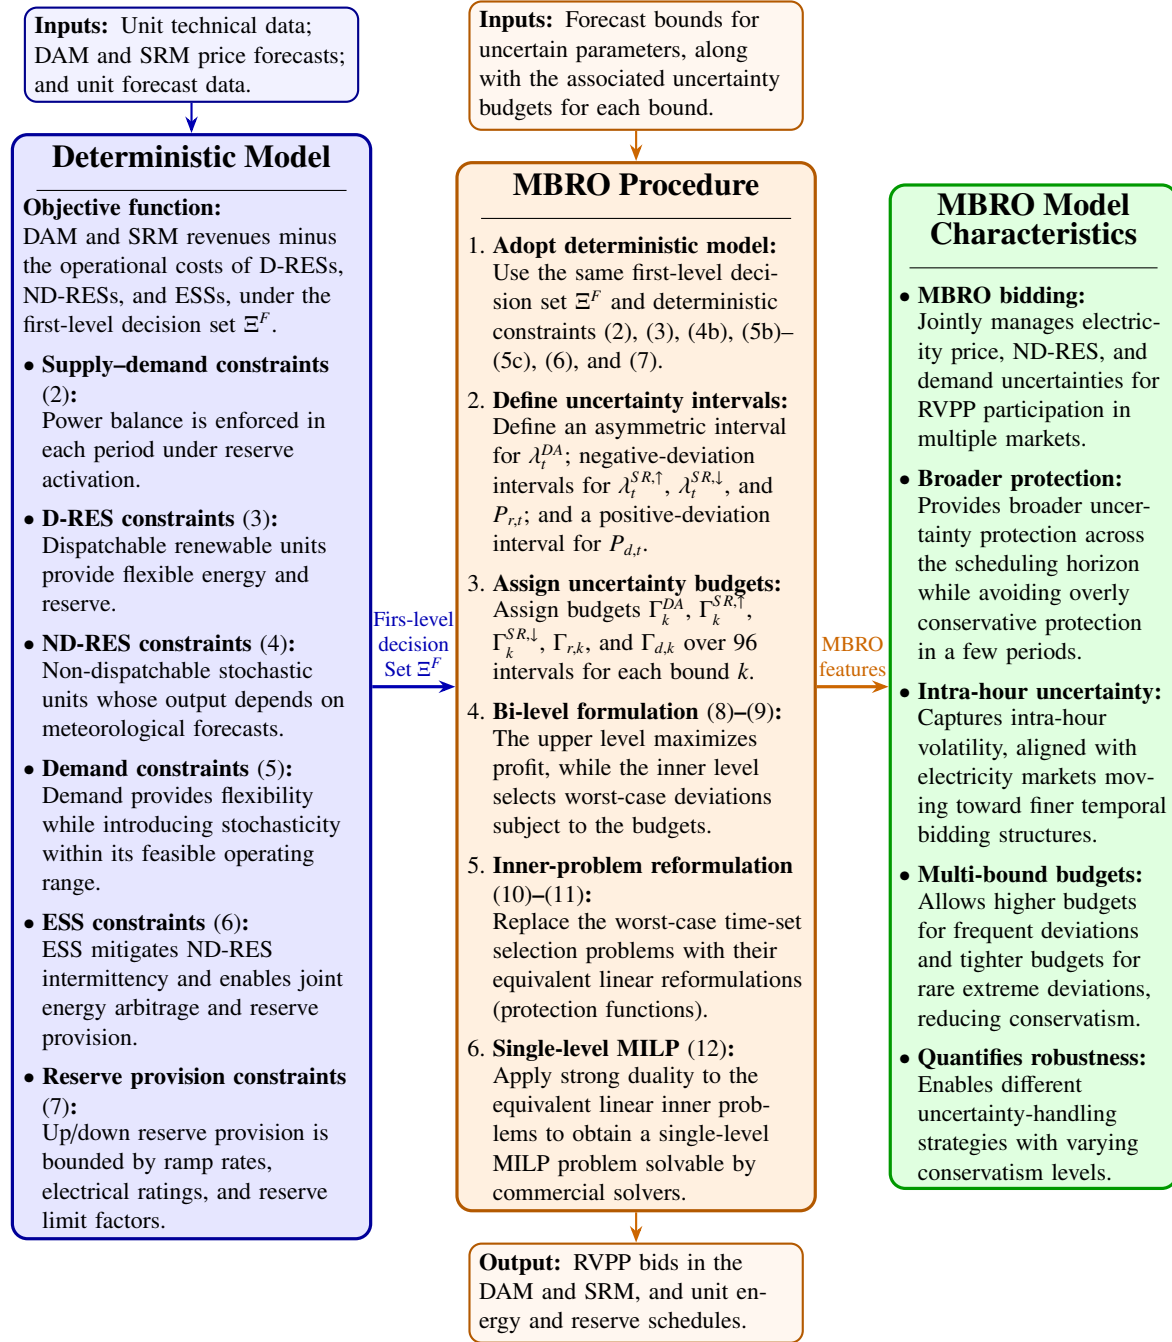 Inputs: Unit technical data;
DAM and SRM price forecasts;
and unit forecast data.
Deterministic Model
Objective function:
DAM and SRM revenues minus
the operational costs of D-RESs,
ND-RESs, and ESSs, under the
first-level decision set Ξ^F.
• Supply–demand constraints
(2):
Power balance is enforced in
each period under reserve
activation.
• D-RES constraints (3):
Dispatchable renewable units
provide flexible energy and
reserve.
• ND-RES constraints (4):
Non-dispatchable stochastic
units whose output depends on
meteorological forecasts.
• Demand constraints (5):
Demand provides flexibility
while introducing stochasticity
within its feasible operating
range.
• ESS constraints (6):
ESS mitigates ND-RES
intermittency and enables joint
energy arbitrage and reserve
provision.
• Reserve provision constraints
(7):
Up/down reserve provision is
bounded by ramp rates,
electrical ratings, and reserve
limit factors.
Firs-level
decision
Set Ξ^F
Inputs: Forecast bounds for
uncertain parameters, along
with the associated uncertainty
budgets for each bound.
MBRO Procedure
1. Adopt deterministic model:
Use the same first-level deci-
sion set Ξ^F and deterministic
constraints (2), (3), (4b), (5b)–
(5c), (6), and (7).
2. Define uncertainty intervals:
Define an asymmetric interval
for λ_t^{DA}; negative-deviation
intervals for λ_t^{SR,↑}, λ_t^{SR,↓}, and
P_{r,t}; and a positive-deviation
interval for P_{d,t}.
3. Assign uncertainty budgets:
Assign budgets Γ_k^{DA}, Γ_k^{SR,↑},
Γ_k^{SR,↓}, Γ_{r,k}, and Γ_{d,k} over 96
intervals for each bound k.
4. Bi-level formulation (8)–(9):
The upper level maximizes
profit, while the inner level
selects worst-case deviations
subject to the budgets.
5. Inner-problem reformulation
(10)–(11):
Replace the worst-case time-set
selection problems with their
equivalent linear reformulations
(protection functions).
6. Single-level MILP (12):
Apply strong duality to the
equivalent linear inner prob-
lems to obtain a single-level
MILP problem solvable by
commercial solvers.
Output: RVPP bids in the
DAM and SRM, and unit en-
ergy and reserve schedules.
MBRO
features
MBRO Model
Characteristics
• MBRO bidding:
Jointly manages electric-
ity price, ND-RES, and
demand uncertainties for
RVPP participation in
multiple markets.
• Broader protection:
Provides broader uncer-
tainty protection across
the scheduling horizon
while avoiding overly
conservative protection
in a few periods.
• Intra-hour uncertainty:
Captures intra-hour
volatility, aligned with
electricity markets mov-
ing toward finer temporal
bidding structures.
• Multi-bound budgets:
Allows higher budgets
for frequent deviations
and tighter budgets for
rare extreme deviations,
reducing conservatism.
• Quantifies robustness:
Enables different
uncertainty-handling
strategies with varying
conservatism levels.